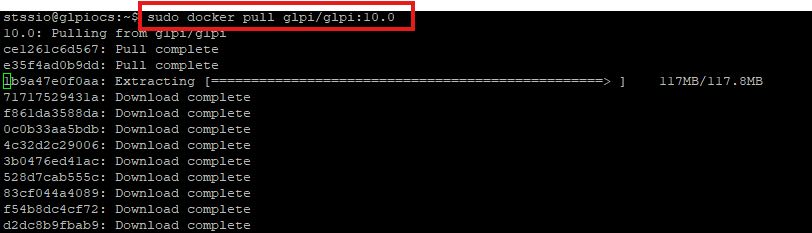 stssio@glpiocs:~$ sudo docker pull glpi/glpi:10.0
10.0: Pulling from glpi/glpi
ce1261c6d567: Pull complete
e35f4ad0b9dd: Pull complete
1b9a47e0f0aa: Extracting [==================================================> ] 117MB/117.8MB
71717529431a: Download complete
f861da3588da: Download complete
0c0b33aa5bdb: Download complete
4c32d2c29006: Download complete
3b0476ed41ac: Download complete
528d7cab555c: Download complete
83cf044a4089: Download complete
f54b8dc4cf72: Download complete
d2dc8b9fbab9: Download complete